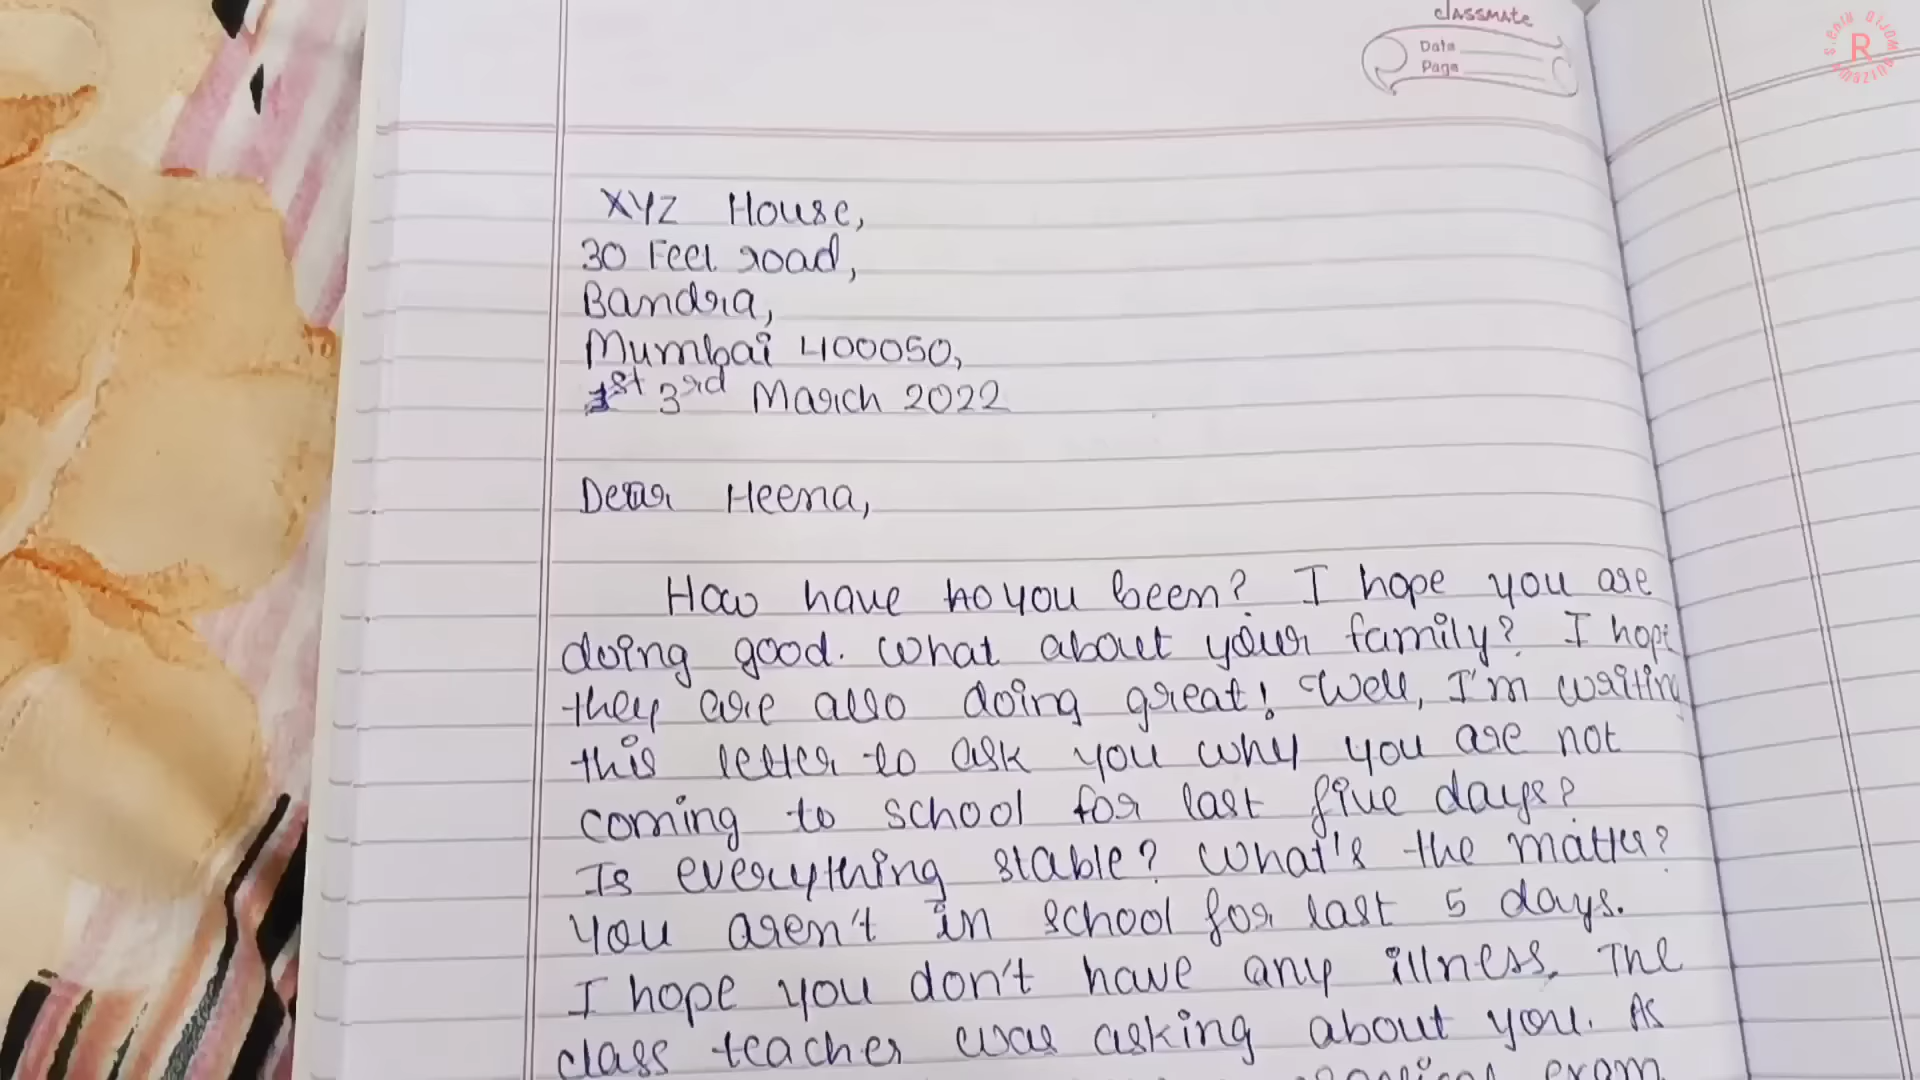 classmate
Date
Page
R
XYZ House,
30 Feet road,
Bandra,
Mumbai 400050,
1st 3rd March 2022
Dear Heena,
How have you been? I hope you are
doing good. What about your family? I hope
they are also doing great! Well, I'm writing
this letter to ask you why you are not
coming to school for last five days?
Is everything stable? What's the matter?
You aren't in school for last 5 days.
I hope you don't have any illness. The
class teacher was asking about you. As
exam